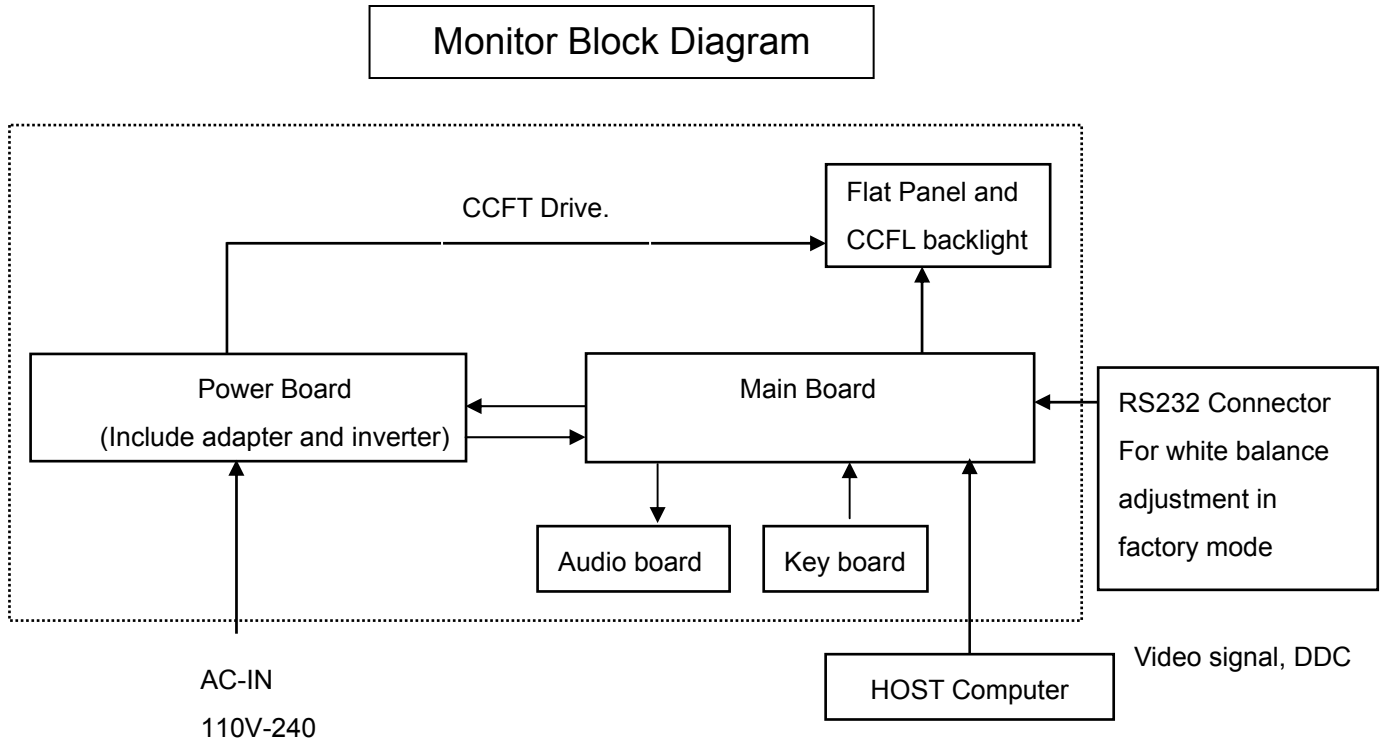 Monitor Block Diagram
CCFT Drive.
Flat Panel and
CCFL backlight
Power Board
(Include adapter and inverter)
Main Board
RS232 Connector
For white balance
adjustment in
factory mode
Audio board
Key board
AC-IN
110V-240
HOST Computer
Video signal, DDC